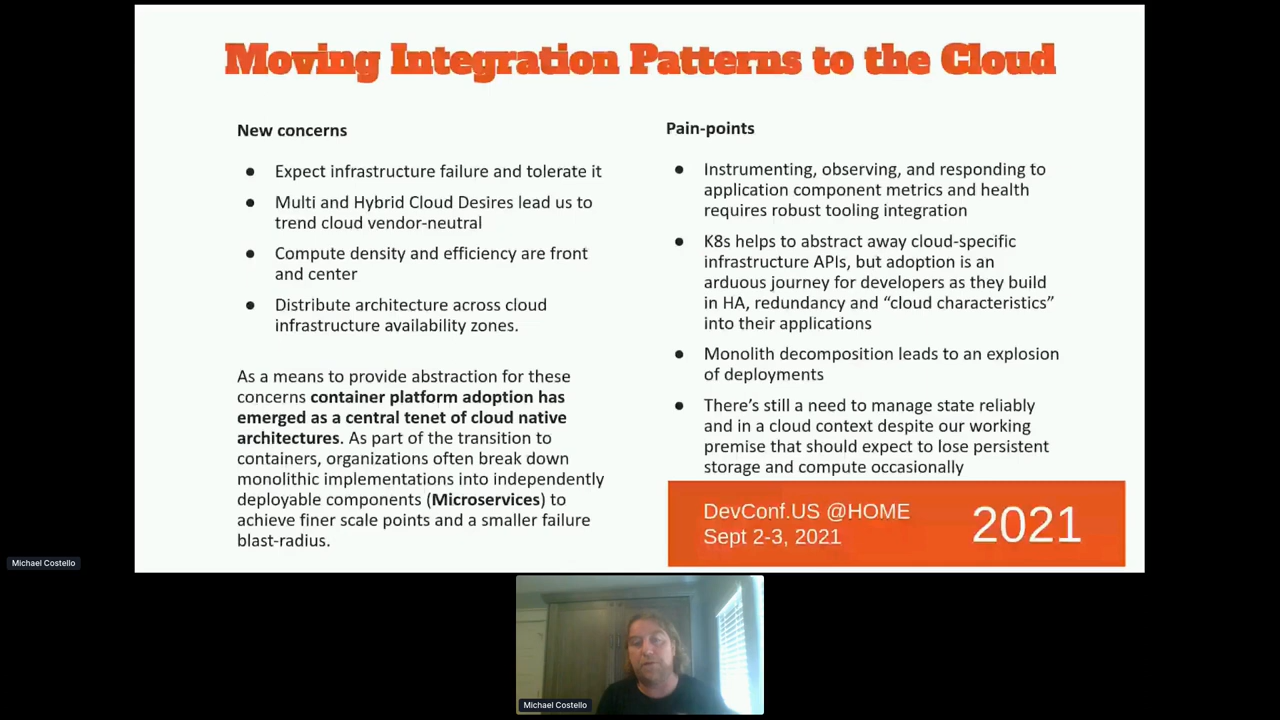 Moving Integration Patterns to the Cloud
New concerns
● Expect infrastructure failure and tolerate it
● Multi and Hybrid Cloud Desires lead us to
trend cloud vendor-neutral
● Compute density and efficiency are front
and center
● Distribute architecture across cloud
infrastructure availability zones.
As a means to provide abstraction for these
concerns container platform adoption has
emerged as a central tenet of cloud native
architectures. As part of the transition to
containers, organizations often break down
monolithic implementations into independently
deployable components (Microservices) to
achieve finer scale points and a smaller failure
blast-radius.
Pain-points
● Instrumenting, observing, and responding to
application component metrics and health
requires robust tooling integration
● K8s helps to abstract away cloud-specific
infrastructure APIs, but adoption is an
arduous journey for developers as they build
in HA, redundancy and “cloud characteristics”
into their applications
● Monolith decomposition leads to an explosion
of deployments
● There’s still a need to manage state reliably
and in a cloud context despite our working
premise that should expect to lose persistent
storage and compute occasionally
DevConf.US @HOME
Sept 2-3, 2021
2021
Michael Costello
Michael Costello